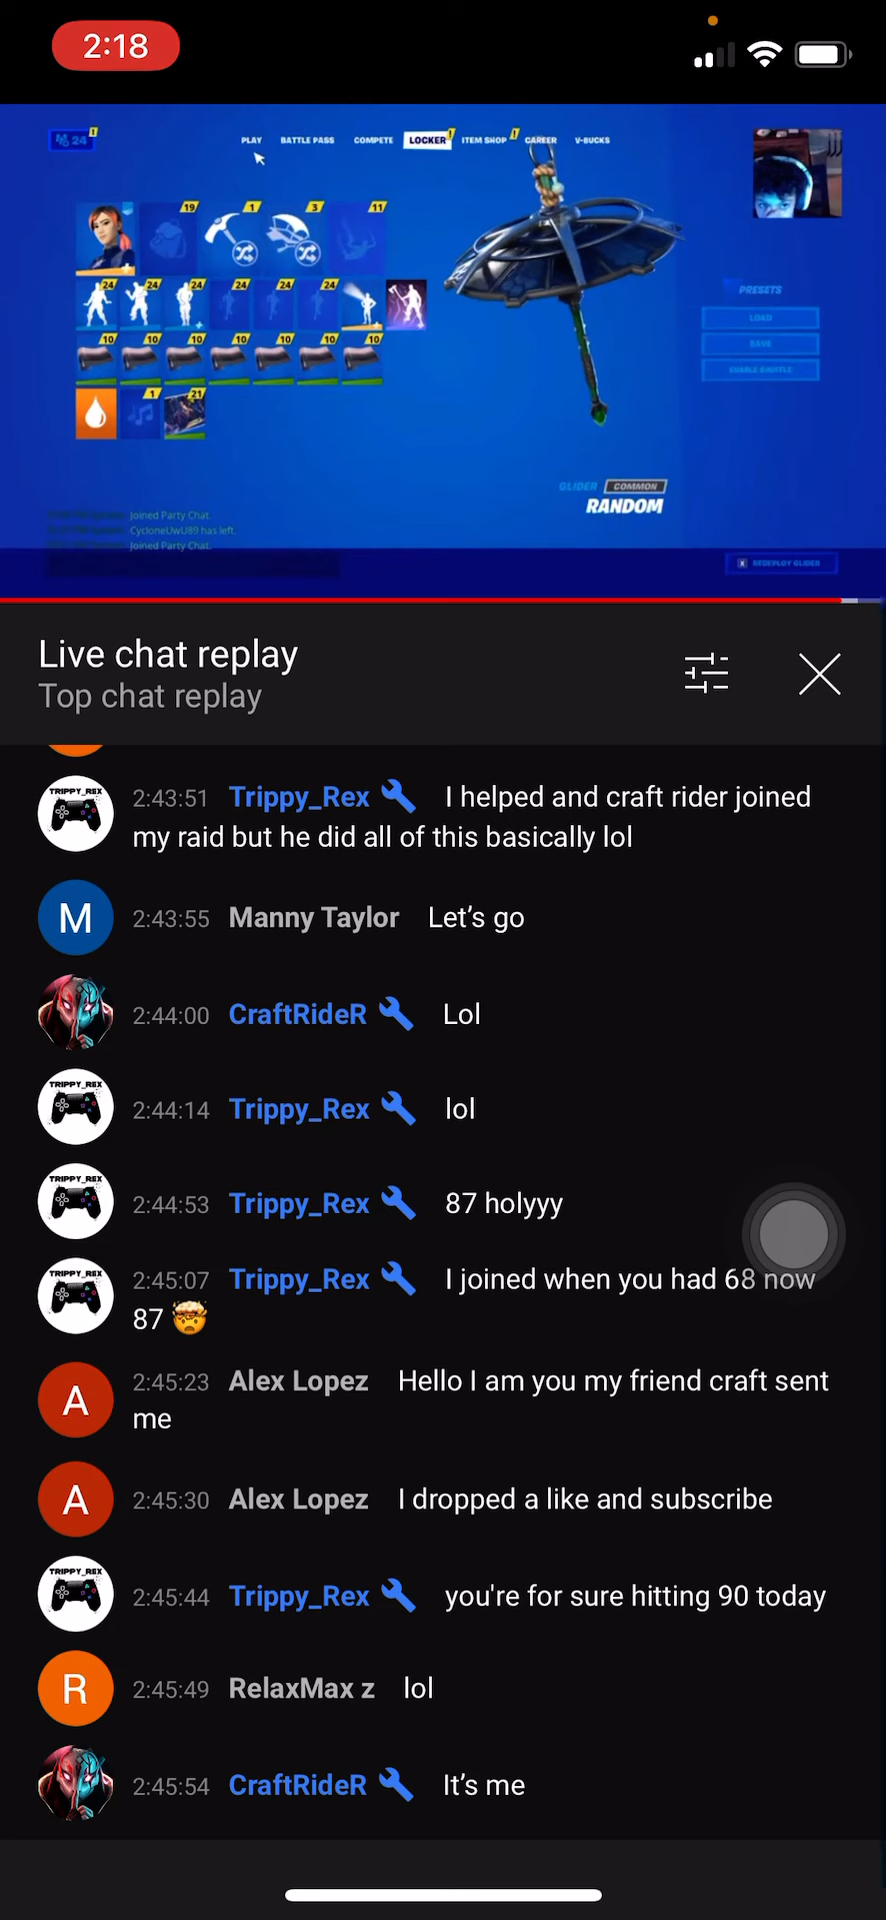 2:18
24
PLAY BATTLE PASS COMPETE LOCKER ITEM SHOP CAREER V-BUCKS
19 1 3 11
24 24 24 24 24 24
10 10 10 10 10 10 10
1 21
PRESETS
LOAD
SAVE
ENABLE SHUFFLE
GLIDER COMMON
RANDOM
Joined Party Chat.
CycloneUwU89 has left.
Joined Party Chat.
X REDEPLOY GLIDER
Live chat replay
Top chat replay
TRIPPY_REX
2:43:51 Trippy_Rex I helped and craft rider joined
my raid but he did all of this basically lol
M 2:43:55 Manny Taylor Let’s go
2:44:00 CraftRideR Lol
TRIPPY_REX
2:44:14 Trippy_Rex lol
TRIPPY_REX
2:44:53 Trippy_Rex 87 holyyy
TRIPPY_REX
2:45:07 Trippy_Rex I joined when you had 68 now
87 🤯
A 2:45:23 Alex Lopez Hello I am you my friend craft sent
me
A 2:45:30 Alex Lopez I dropped a like and subscribe
TRIPPY_REX
2:45:44 Trippy_Rex you're for sure hitting 90 today
R 2:45:49 RelaxMax z lol
2:45:54 CraftRideR It’s me